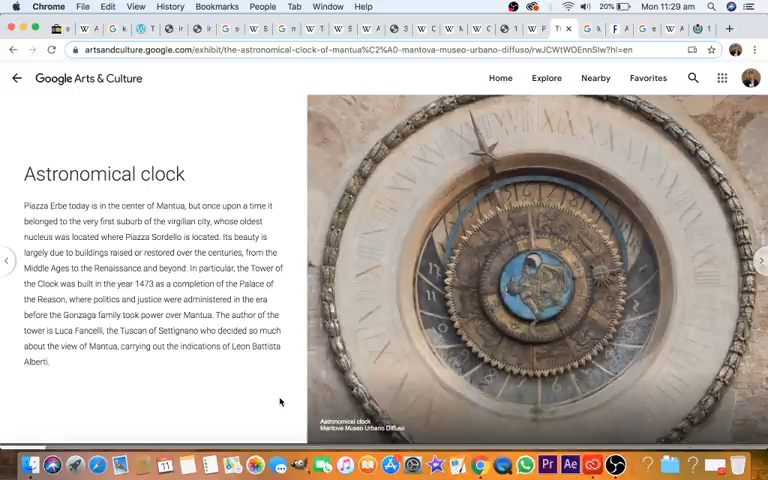 Chrome File Edit View History Bookmarks People Tab Window Help 20% Mon 11:29 am
artsandculture.google.com/exhibit/the-astronomical-clock-of-mantua%C2%A0-mantova-museo-urbano-diffuso/rwJCWtWOEnnSiw?hl=en
Google Arts & Culture Home Explore Nearby Favorites
Astronomical clock
Piazza Erbe today is in the center of Mantua, but once upon a time it
belonged to the very first suburb of the virgilian city, whose oldest
nucleus was located where Piazza Sordello is located. Its beauty is
largely due to buildings raised or restored over the centuries, from the
Middle Ages to the Renaissance and beyond. In particular, the Tower of
the Clock was built in the year 1473 as a completion of the Palace of
the Reason, where politics and justice were administered in the era
before the Gonzaga family took power over Mantua. The author of the
tower is Luca Fancelli, the Tuscan of Settignano who decided so much
about the view of Mantua, carrying out the indications of Leon Battista
Alberti.
Astronomical clock
Mantova Museo Urbano Diffuso
Pr Ae